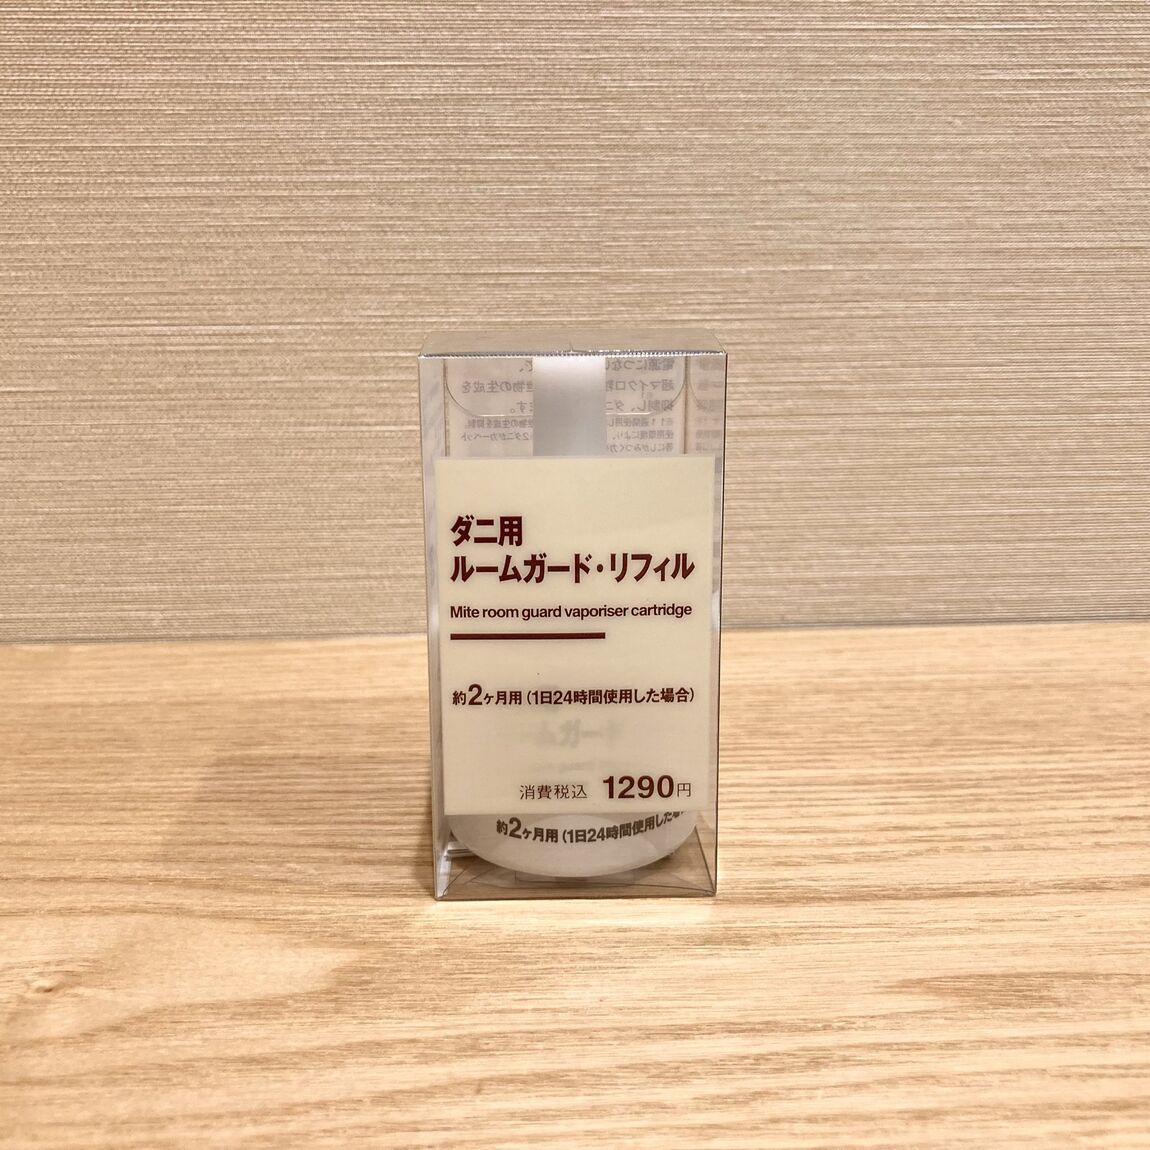 ダニ用
ルームガード・リフィル
Mite room guard vaporiser cartridge
約2ヶ月用(1日24時間使用した場合)
消費税込 1290円
約2ヶ月用(1日24時間使用した